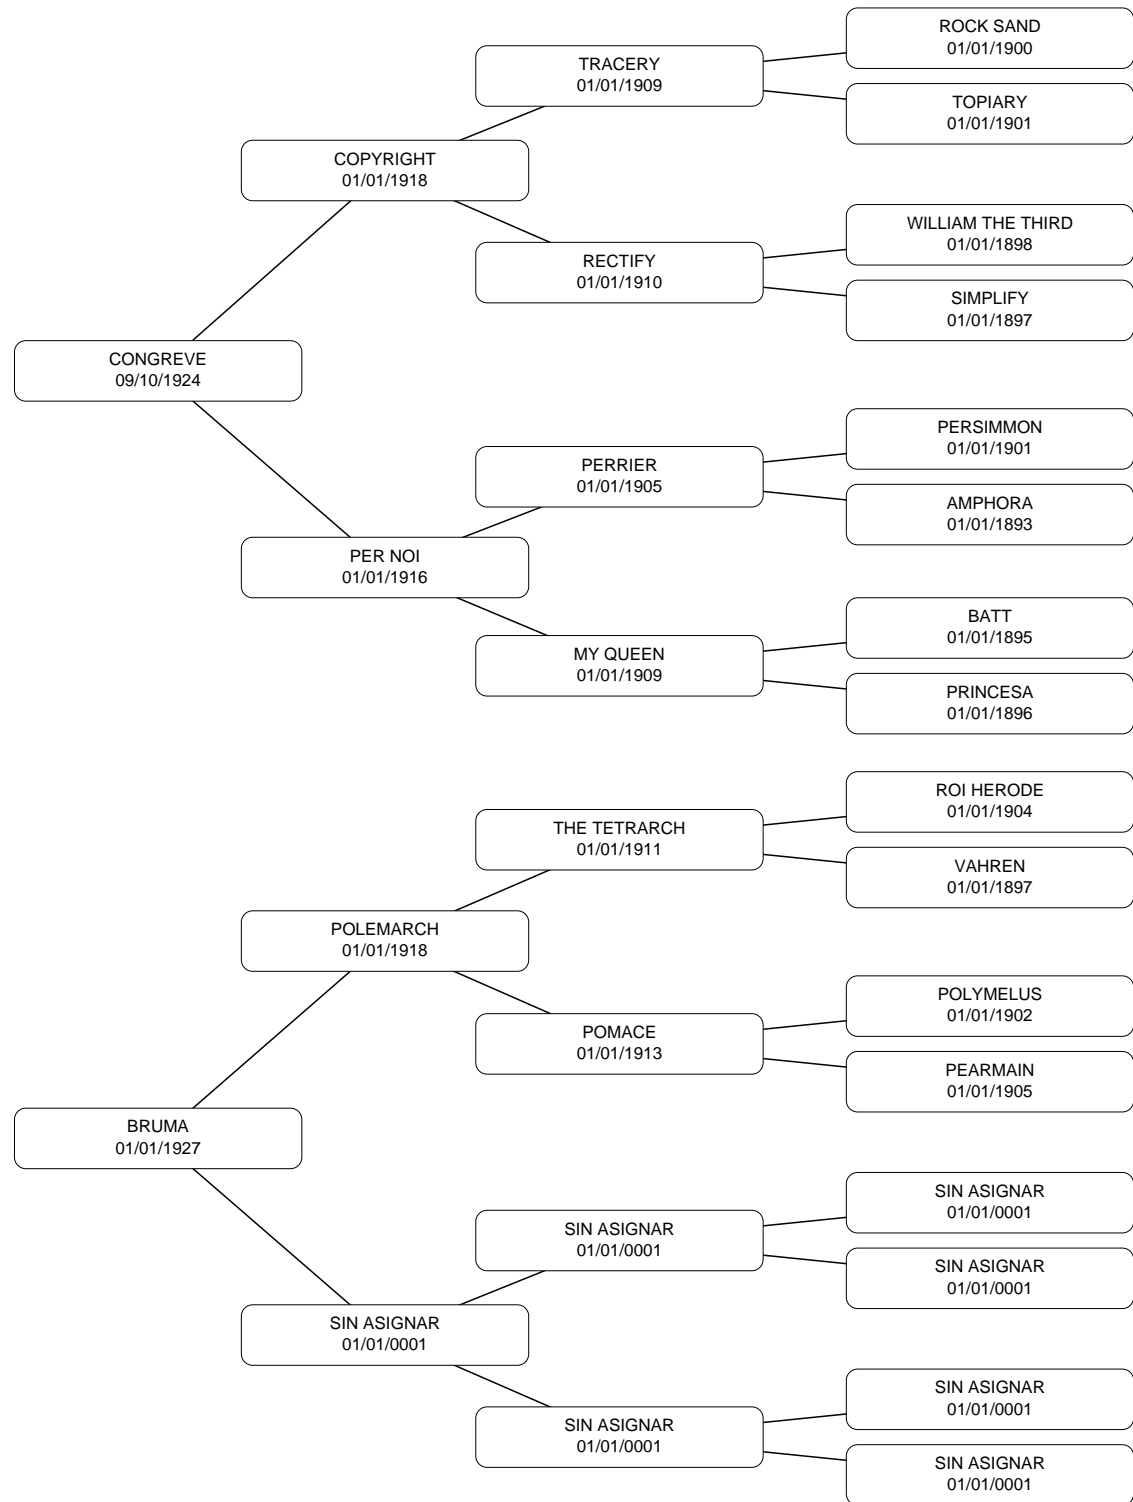 ROCK SAND
01/01/1900
TRACERY
01/01/1909
TOPIARY
01/01/1901
COPYRIGHT
01/01/1918
WILLIAM THE THIRD
01/01/1898
RECTIFY
01/01/1910
SIMPLIFY
01/01/1897
CONGREVE
09/10/1924
PERSIMMON
01/01/1901
PERRIER
01/01/1905
AMPHORA
01/01/1893
PER NOI
01/01/1916
BATT
01/01/1895
MY QUEEN
01/01/1909
PRINCESA
01/01/1896
ROI HERODE
01/01/1904
THE TETRARCH
01/01/1911
VAHREN
01/01/1897
POLEMARCH
01/01/1918
POLYMELUS
01/01/1902
POMACE
01/01/1913
PEARMAIN
01/01/1905
BRUMA
01/01/1927
SIN ASIGNAR
01/01/0001
SIN ASIGNAR
01/01/0001
SIN ASIGNAR
01/01/0001
SIN ASIGNAR
01/01/0001
SIN ASIGNAR
01/01/0001
SIN ASIGNAR
01/01/0001
SIN ASIGNAR
01/01/0001